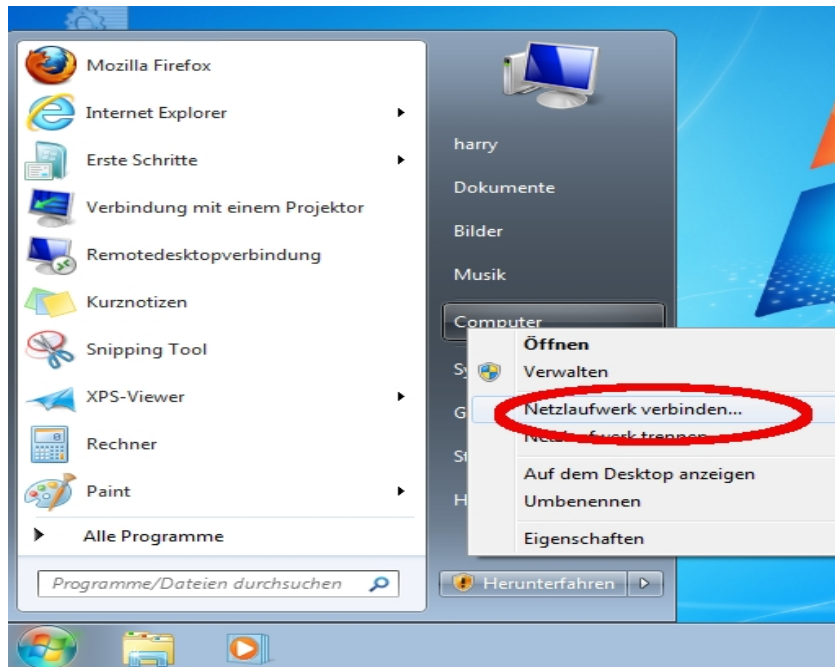 Mozilla Firefox
Internet Explorer
Erste Schritte
Verbindung mit einem Projektor
Remotedesktopverbindung
Kurznotizen
Snipping Tool
XPS-Viewer
Rechner
Paint
Alle Programme
Programme/Dateien durchsuchen
harry
Dokumente
Bilder
Musik
Computer
Öffnen
Verwalten
Netzlaufwerk verbinden...
Netzlaufwerk trennen...
Auf dem Desktop anzeigen
Umbenennen
Eigenschaften
Herunterfahren